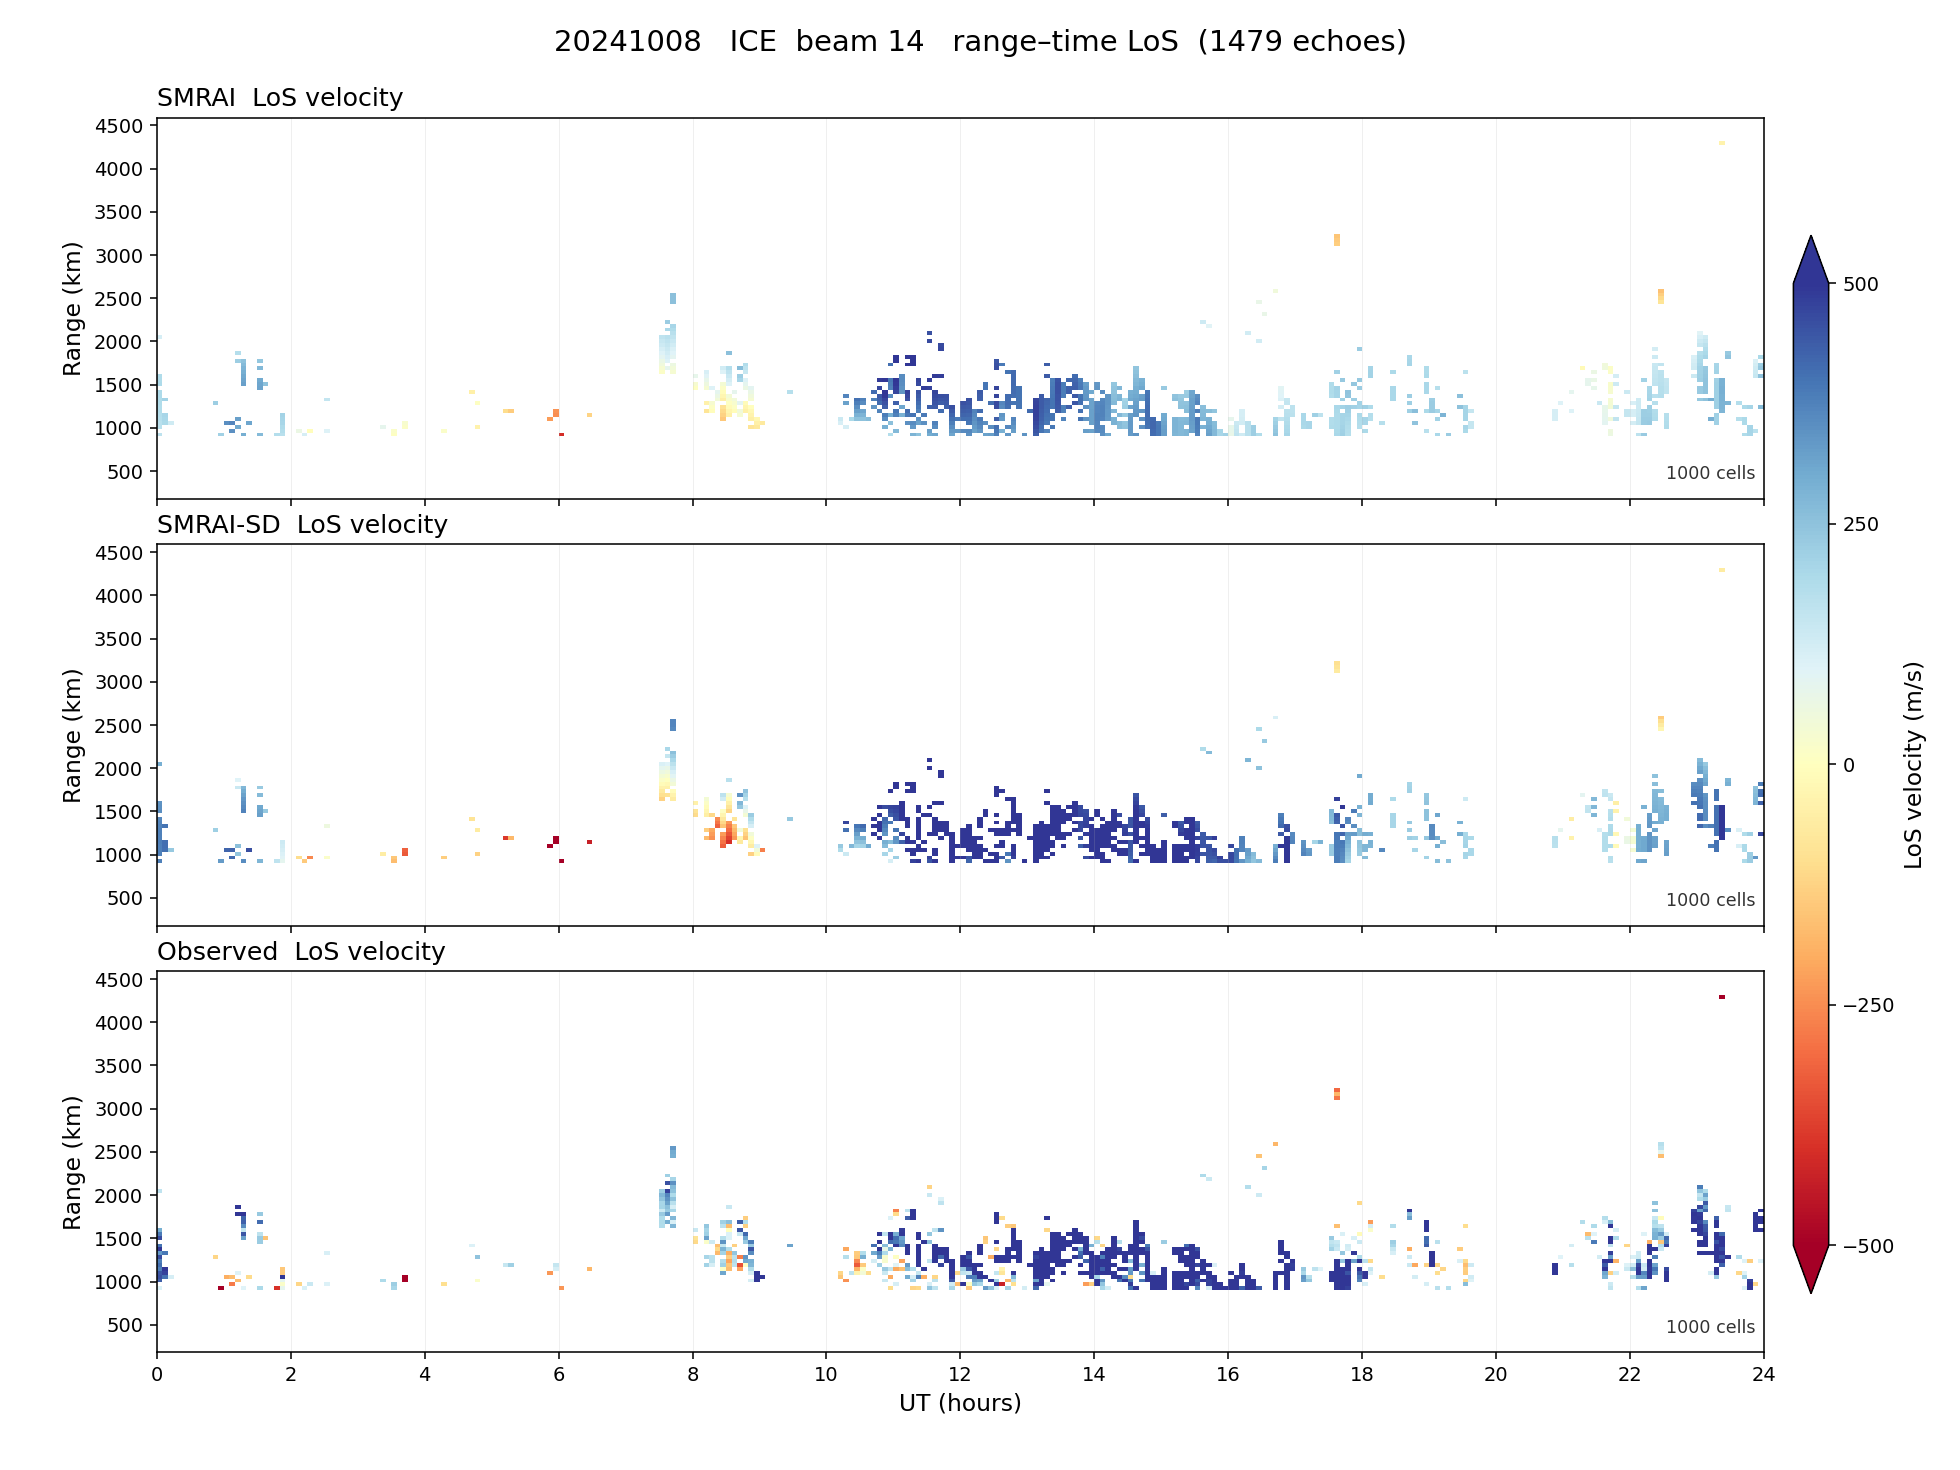 20241008 ICE beam 14 range–time LoS (1479 echoes)
SMRAI LoS velocity
4500
4000
3500
3000
2500
2000
1500
1000
500
Range (km)
1000 cells
SMRAI-SD LoS velocity
4500
4000
3500
3000
2500
2000
1500
1000
500
Range (km)
1000 cells
Observed LoS velocity
4500
4000
3500
3000
2500
2000
1500
1000
500
Range (km)
1000 cells
0 2 4 6 8 10 12 14 16 18 20 22 24
UT (hours)
500
250
0
−250
−500
LoS velocity (m/s)